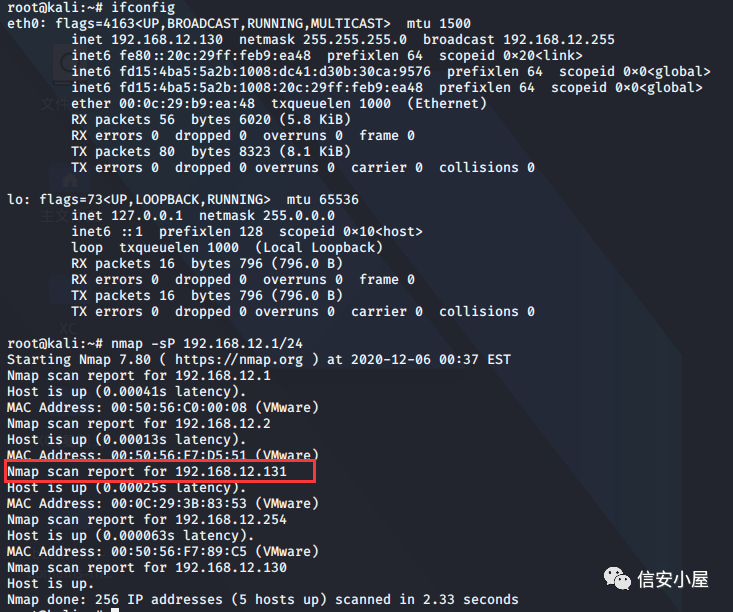 root@kali:~# ifconfig
eth0: flags=4163<UP,BROADCAST,RUNNING,MULTICAST>  mtu 1500
        inet 192.168.12.130  netmask 255.255.255.0  broadcast 192.168.12.255
        inet6 fe80::20c:29ff:feb9:ea48  prefixlen 64  scopeid 0×20<link>
        inet6 fd15:4ba5:5a2b:1008:dc41:d30b:30ca:9576  prefixlen 64  scopeid 0×0<global>
        inet6 fd15:4ba5:5a2b:1008:20c:29ff:feb9:ea48  prefixlen 64  scopeid 0×0<global>
        ether 00:0c:29:b9:ea:48  txqueuelen 1000  (Ethernet)
        RX packets 56  bytes 6020 (5.8 KiB)
        RX errors 0  dropped 0  overruns 0  frame 0
        TX packets 80  bytes 8323 (8.1 KiB)
        TX errors 0  dropped 0 overruns 0  carrier 0  collisions 0

lo: flags=73<UP,LOOPBACK,RUNNING>  mtu 65536
        inet 127.0.0.1  netmask 255.0.0.0
        inet6 ::1  prefixlen 128  scopeid 0×10<host>
        loop  txqueuelen 1000  (Local Loopback)
        RX packets 16  bytes 796 (796.0 B)
        RX errors 0  dropped 0  overruns 0  frame 0
        TX packets 16  bytes 796 (796.0 B)
        TX errors 0  dropped 0 overruns 0  carrier 0  collisions 0

root@kali:~# nmap -sP 192.168.12.1/24
Starting Nmap 7.80 ( https://nmap.org ) at 2020-12-06 00:37 EST
Nmap scan report for 192.168.12.1
Host is up (0.00041s latency).
MAC Address: 00:50:56:C0:00:08 (VMware)
Nmap scan report for 192.168.12.2
Host is up (0.00013s latency).
MAC Address: 00:50:56:F7:D5:51 (VMware)
Nmap scan report for 192.168.12.131
Host is up (0.00025s latency).
MAC Address: 00:0C:29:3B:83:53 (VMware)
Nmap scan report for 192.168.12.254
Host is up (0.000063s latency).
MAC Address: 00:50:56:F7:89:C5 (VMware)
Nmap scan report for 192.168.12.130
Host is up.
Nmap done: 256 IP addresses (5 hosts up) scanned in 2.33 seconds
信安小屋